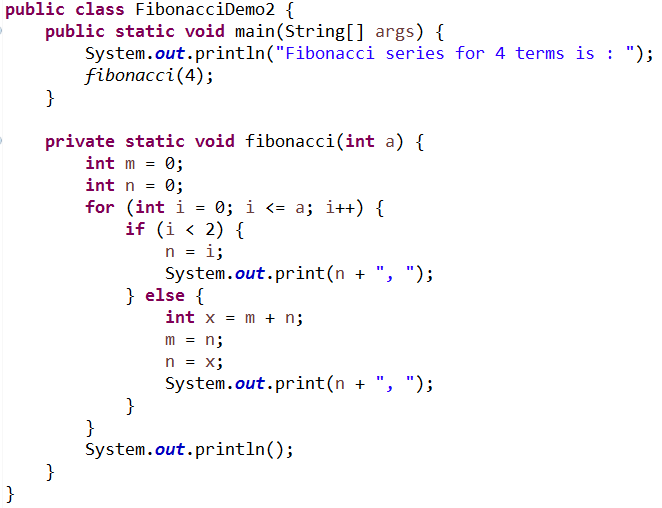 public class FibonacciDemo2 {
    public static void main(String[] args) {
        System.out.println("Fibonacci series for 4 terms is : ");
        fibonacci(4);
    }

    private static void fibonacci(int a) {
        int m = 0;
        int n = 0;
        for (int i = 0; i <= a; i++) {
            if (i < 2) {
                n = i;
                System.out.print(n + ", ");
            } else {
                int x = m + n;
                m = n;
                n = x;
                System.out.print(n + ", ");
            }
        }
        System.out.println();
    }
}